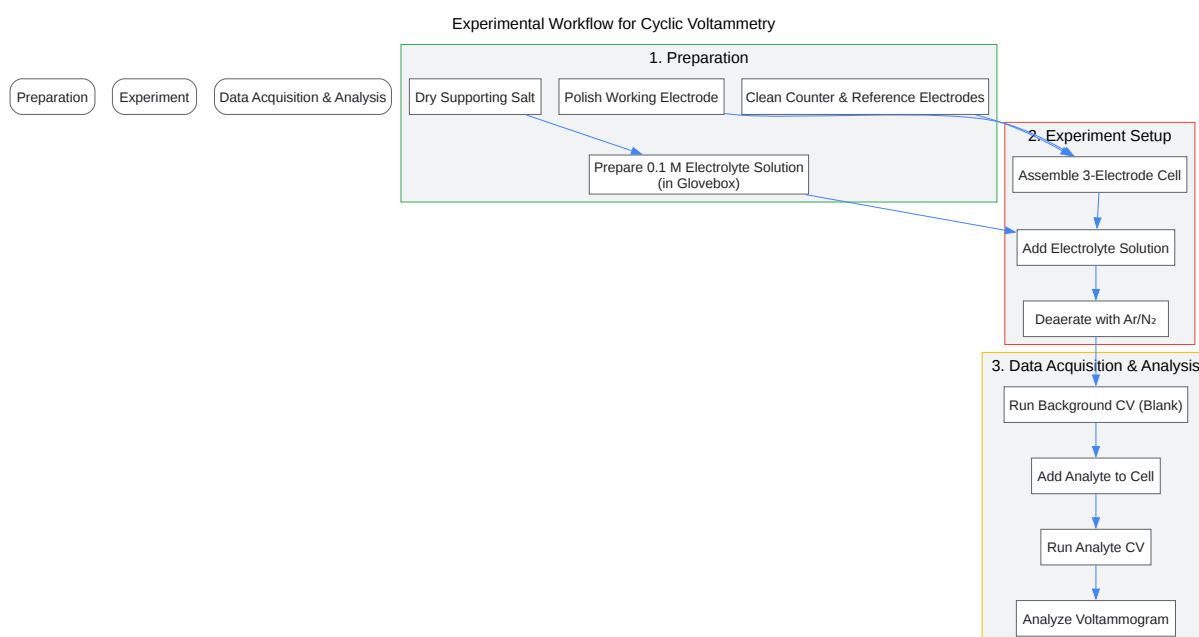 Experimental Workflow for Cyclic Voltammetry
1. Preparation
Preparation
Experiment
Data Acquisition & Analysis
Dry Supporting Salt
Polish Working Electrode
Clean Counter & Reference Electrodes
Prepare 0.1 M Electrolyte Solution
(in Glovebox)
2. Experiment Setup
Assemble 3-Electrode Cell
Add Electrolyte Solution
Deaerate with Ar/N₂
3. Data Acquisition & Analysis
Run Background CV (Blank)
Add Analyte to Cell
Run Analyte CV
Analyze Voltammogram